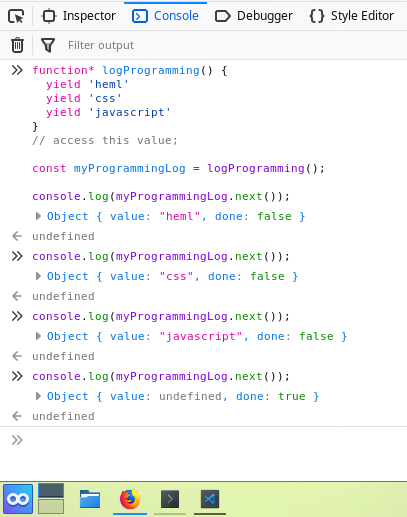 Inspector Console Debugger Style Editor
Filter output
function* logProgramming() {
  yield 'heml'
  yield 'css'
  yield 'javascript'
}
// access this value;
const myProgrammingLog = logProgramming();
console.log(myProgrammingLog.next());
Object { value: "heml", done: false }
undefined
console.log(myProgrammingLog.next());
Object { value: "css", done: false }
undefined
console.log(myProgrammingLog.next());
Object { value: "javascript", done: false }
undefined
console.log(myProgrammingLog.next());
Object { value: undefined, done: true }
undefined